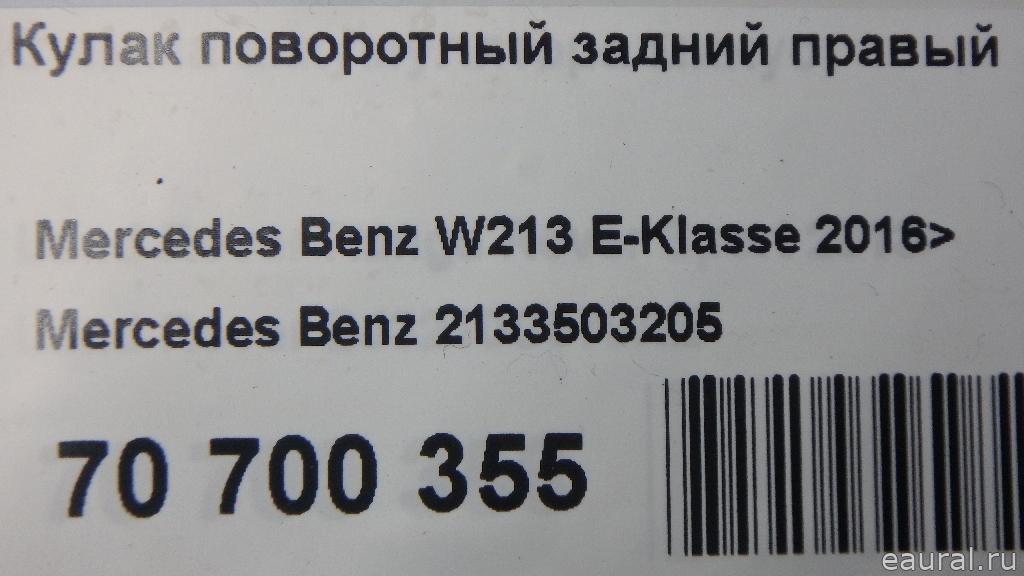 Кулак поворотный задний правый
Mercedes Benz W213 E-Klasse 2016>
Mercedes Benz 2133503205
70 700 355
eaural.ru